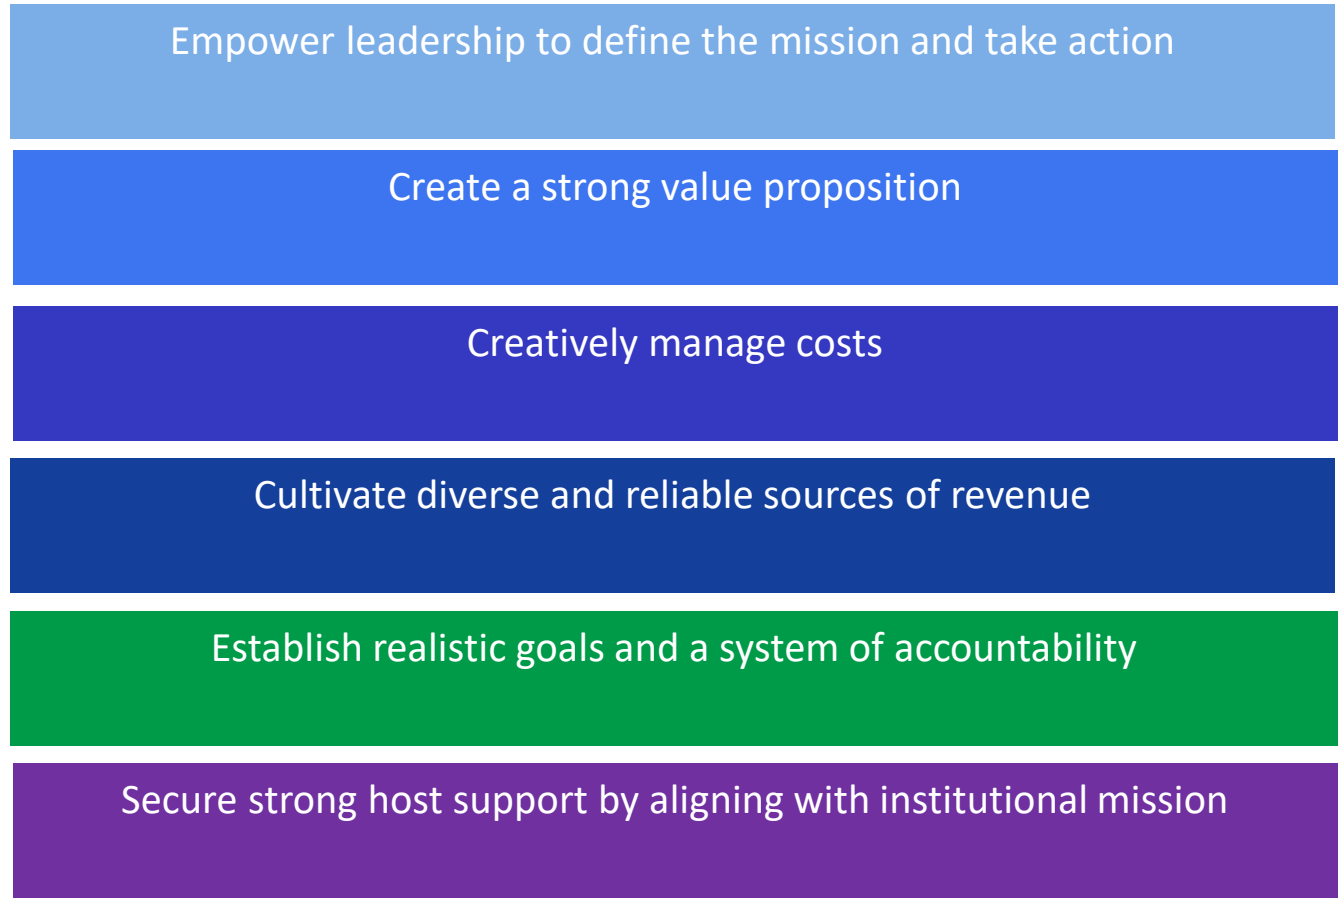 Empower leadership to define the mission and take action
Create a strong value proposition
Creatively manage costs
Cultivate diverse and reliable sources of revenue
Establish realistic goals and a system of accountability
Secure strong host support by aligning with institutional mission